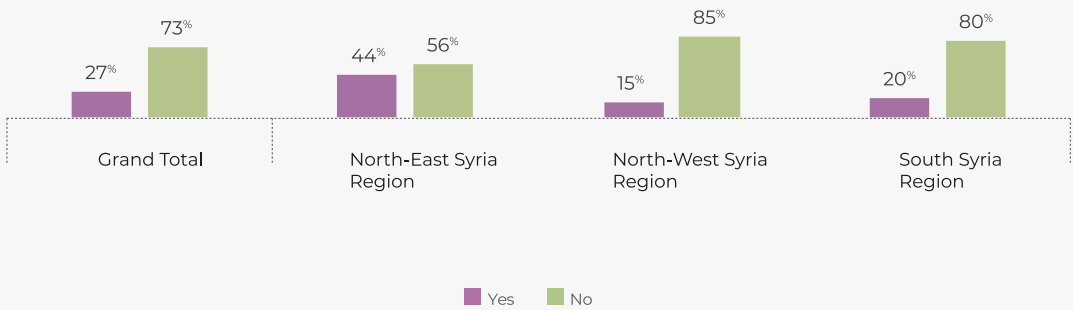 27% 73%
44% 56%
15% 85%
20% 80%
Grand Total
North-East Syria
Region
North-West Syria
Region
South Syria
Region
Yes No